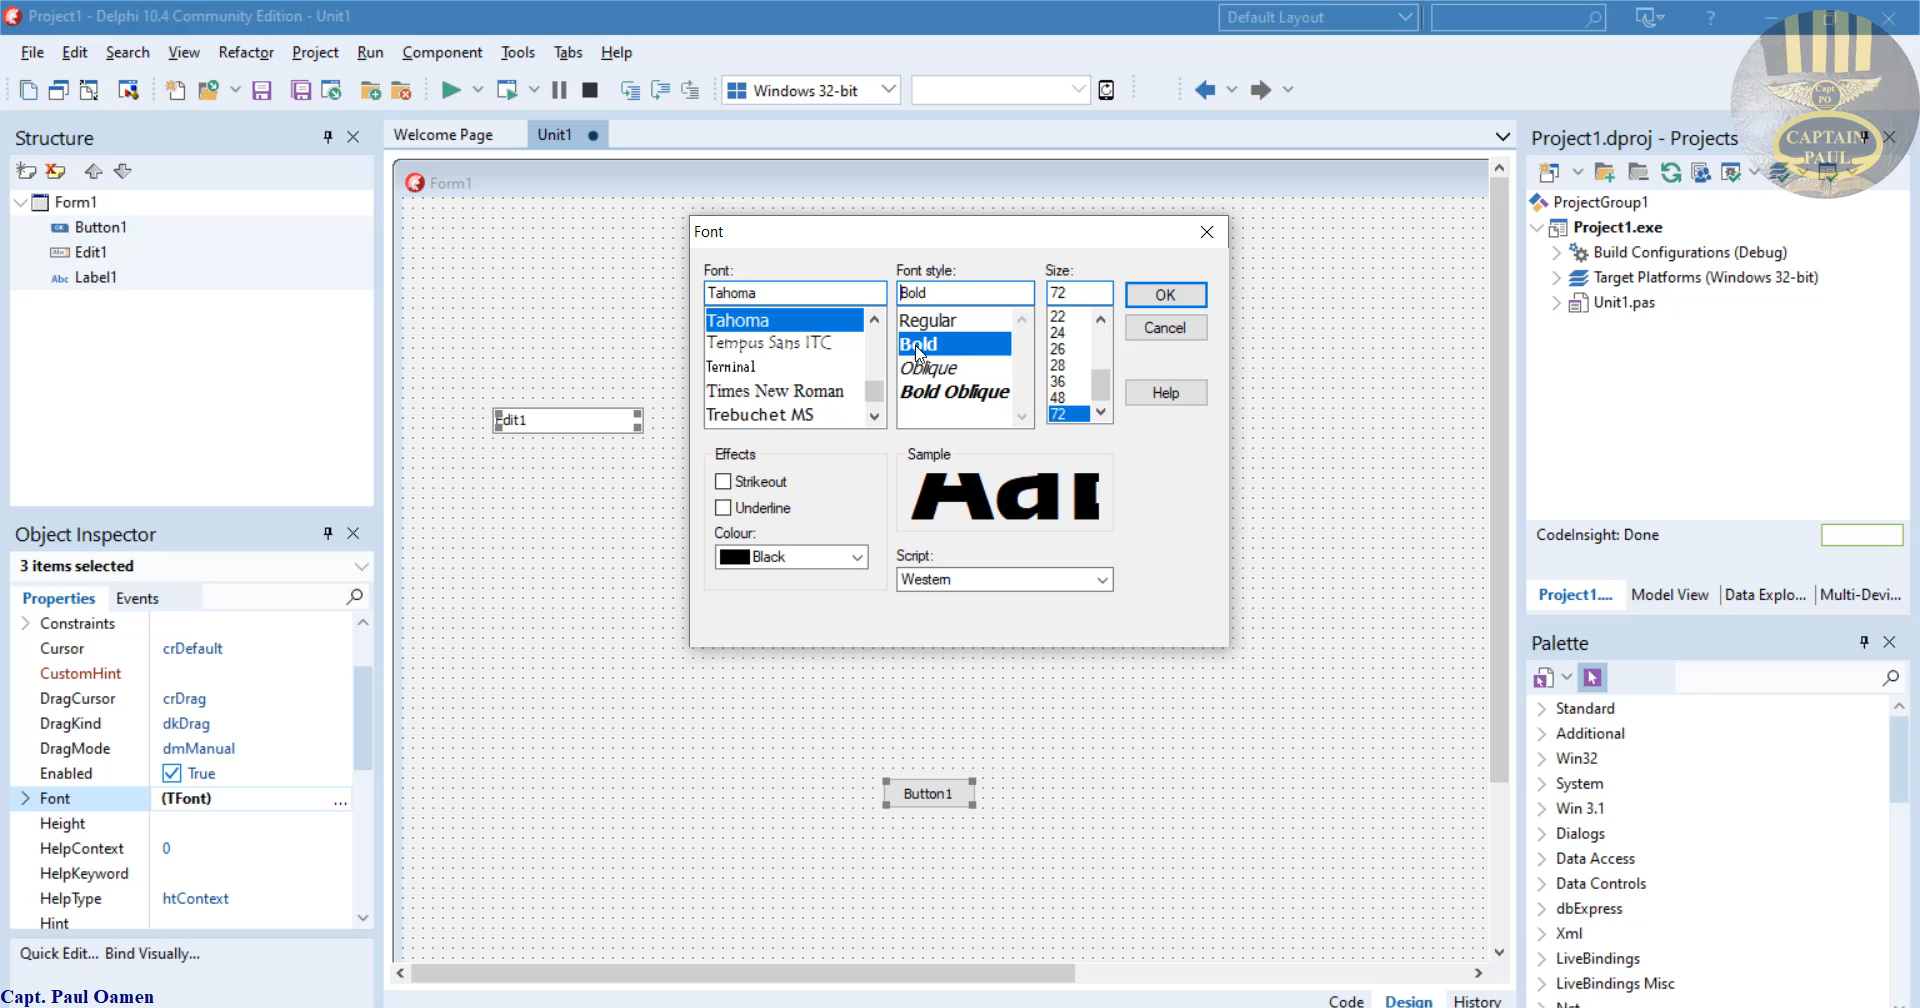 Project1 - Delphi 10.4 Community Edition - Unit1
Default Layout
?
File Edit Search View Refactor Project Run Component Tools Tabs Help
Windows 32-bit
Capt
PO
CAPTAIN
PAUL
Structure
Form1
Button1
Edit1
Abc Label1
Object Inspector
3 items selected
Properties Events
Constraints
Cursor crDefault
CustomHint
DragCursor crDrag
DragKind dkDrag
DragMode dmManual
Enabled True
Font (TFont) ...
Height
HelpContext 0
HelpKeyword
HelpType htContext
Hint
Quick Edit... Bind Visually...
Capt. Paul Oamen
Welcome Page Unit1
Form1
Edit1
Button1
Font
Font: Font style: Size:
Tahoma Bold 72
Tahoma
Tempus Sans ITC
Terminal
Times New Roman
Trebuchet MS
Regular
Bold
Oblique
Bold Oblique
22
24
26
28
36
48
72
OK
Cancel
Help
Effects
Strikeout
Underline
Colour:
Black
Sample
Script:
Western
Code Design History
Project1.dproj - Projects
ProjectGroup1
Project1.exe
Build Configurations (Debug)
Target Platforms (Windows 32-bit)
Unit1.pas
CodeInsight: Done
Project1.... Model View Data Explo... Multi-Devi...
Palette
Standard
Additional
Win32
System
Win 3.1
Dialogs
Data Access
Data Controls
dbExpress
Xml
LiveBindings
LiveBindings Misc